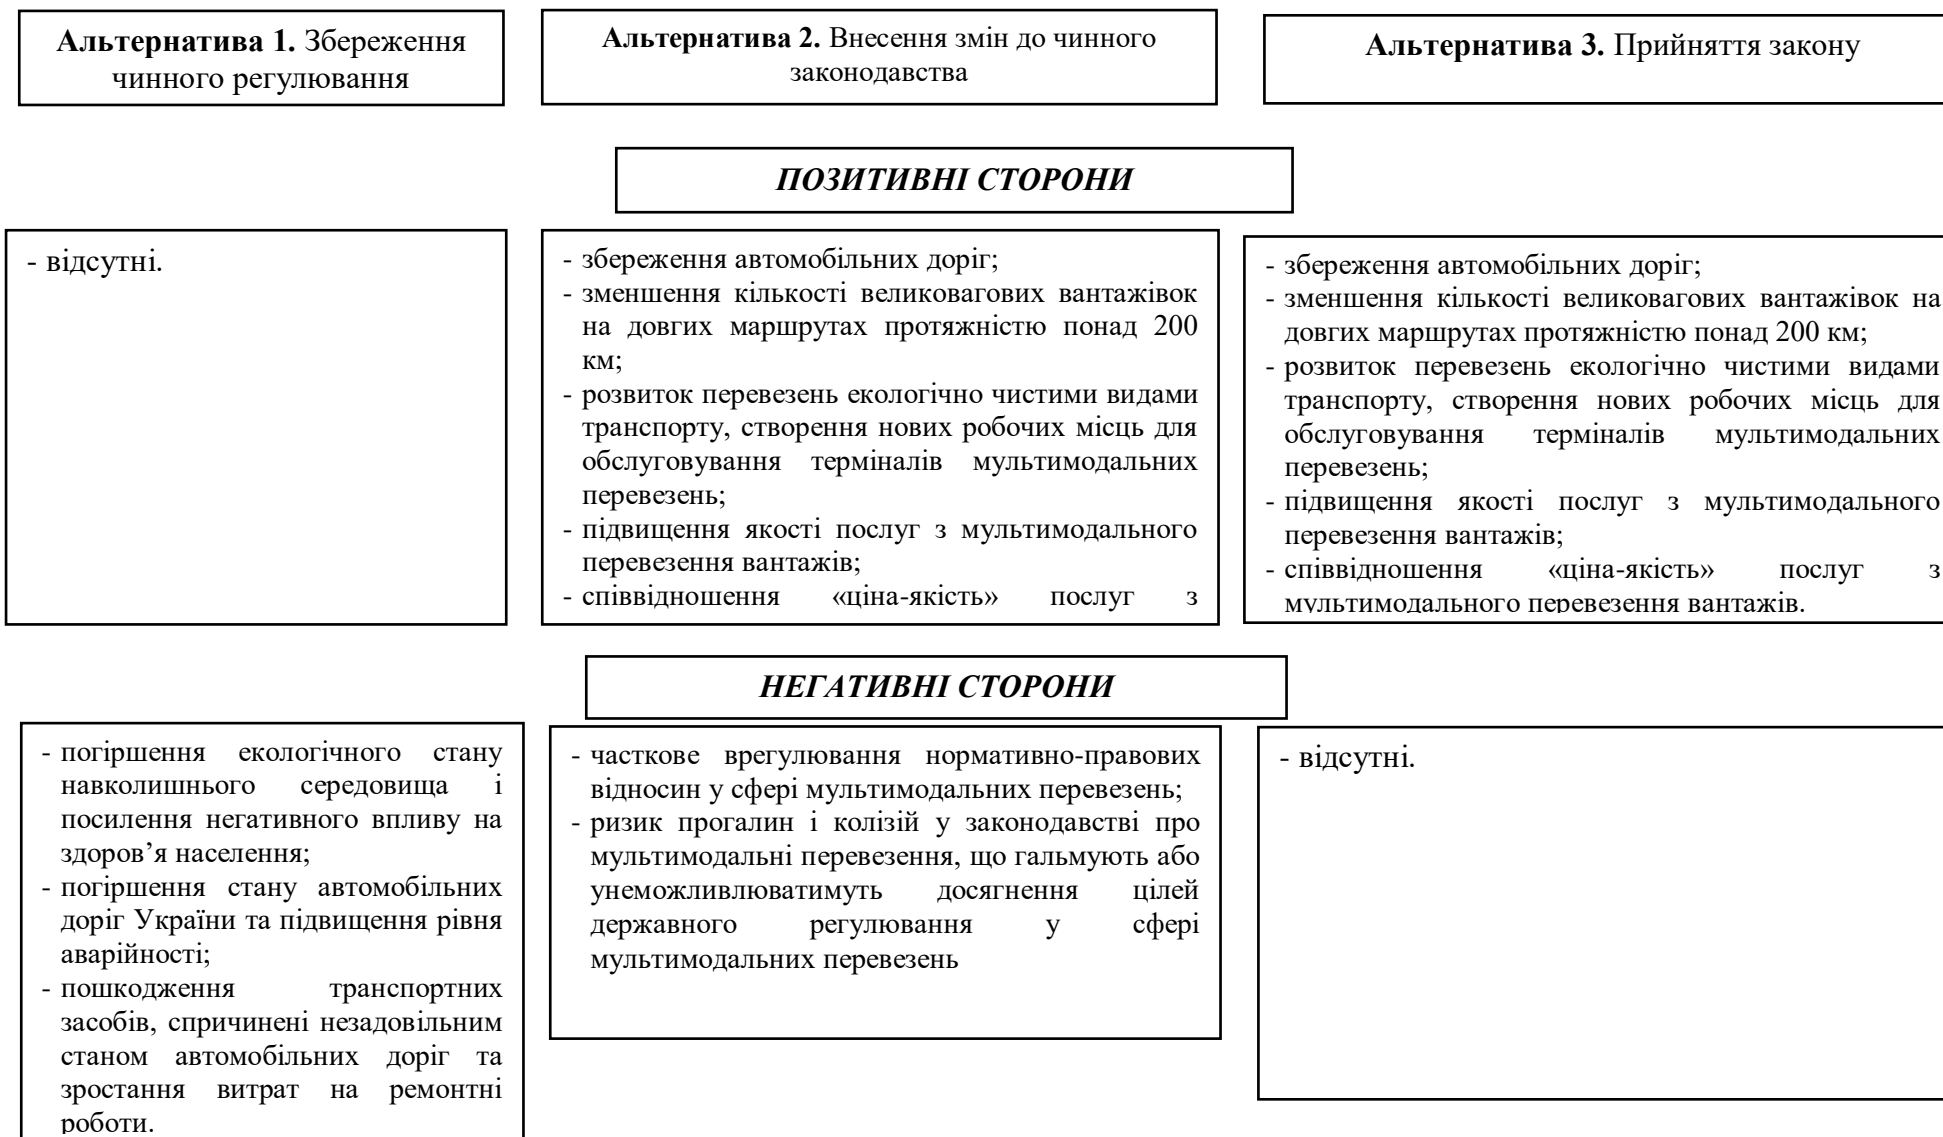 Альтернатива 1. Збереження
чинного регулювання
Альтернатива 2. Внесення змін до чинного
законодавства
Альтернатива 3. Прийняття закону
ПОЗИТИВНІ СТОРОНИ
- відсутні.
- збереження автомобільних доріг;
- зменшення кількості великовагових вантажівок
на довгих маршрутах протяжністю понад 200
км;
- розвиток перевезень екологічно чистими видами
транспорту, створення нових робочих місць для
обслуговування терміналів мультимодальних
перевезень;
- підвищення якості послуг з мультимодального
перевезення вантажів;
- співвідношення «ціна-якість» послуг з
- збереження автомобільних доріг;
- зменшення кількості великовагових вантажівок на
довгих маршрутах протяжністю понад 200 км;
- розвиток перевезень екологічно чистими видами
транспорту, створення нових робочих місць для
обслуговування терміналів мультимодальних
перевезень;
- підвищення якості послуг з мультимодального
перевезення вантажів;
- співвідношення «ціна-якість» послуг з
мультимодального перевезення вантажів.
НЕГАТИВНІ СТОРОНИ
- погіршення екологічного стану
навколишнього середовища і
посилення негативного впливу на
здоров’я населення;
- погіршення стану автомобільних
доріг України та підвищення рівня
аварійності;
- пошкодження транспортних
засобів, спричинені незадовільним
станом автомобільних доріг та
зростання витрат на ремонтні
роботи.
- часткове врегулювання нормативно-правових
відносин у сфері мультимодальних перевезень;
- ризик прогалин і колізій у законодавстві про
мультимодальні перевезення, що гальмують або
унеможливлюватимуть досягнення цілей
державного регулювання у сфері
мультимодальних перевезень
- відсутні.